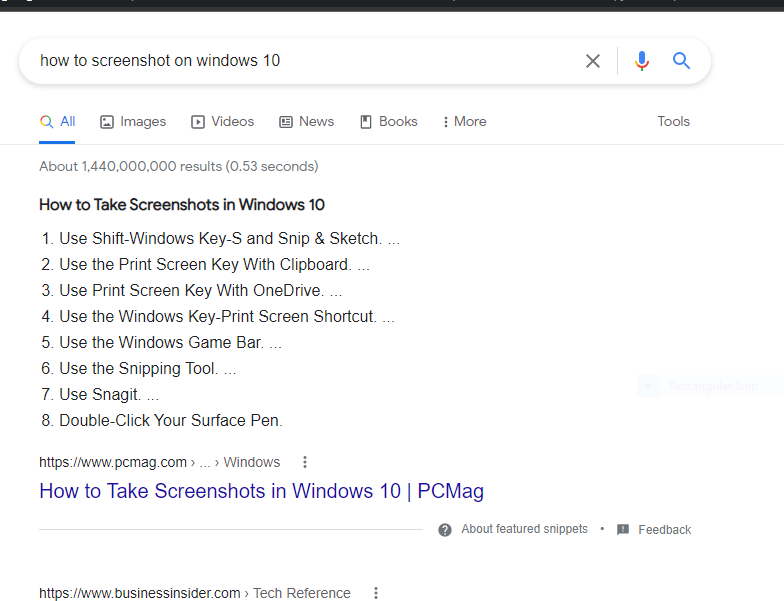 how to screenshot on windows 10
All Images Videos News Books More Tools
About 1,440,000,000 results (0.53 seconds)
How to Take Screenshots in Windows 10
1. Use Shift-Windows Key-S and Snip & Sketch. ...
2. Use the Print Screen Key With Clipboard. ...
3. Use Print Screen Key With OneDrive. ...
4. Use the Windows Key-Print Screen Shortcut. ...
5. Use the Windows Game Bar. ...
6. Use the Snipping Tool. ...
7. Use Snagit. ...
8. Double-Click Your Surface Pen.
https://www.pcmag.com › ... › Windows
How to Take Screenshots in Windows 10 | PCMag
About featured snippets • Feedback
https://www.businessinsider.com › Tech Reference
Rectangular Snip